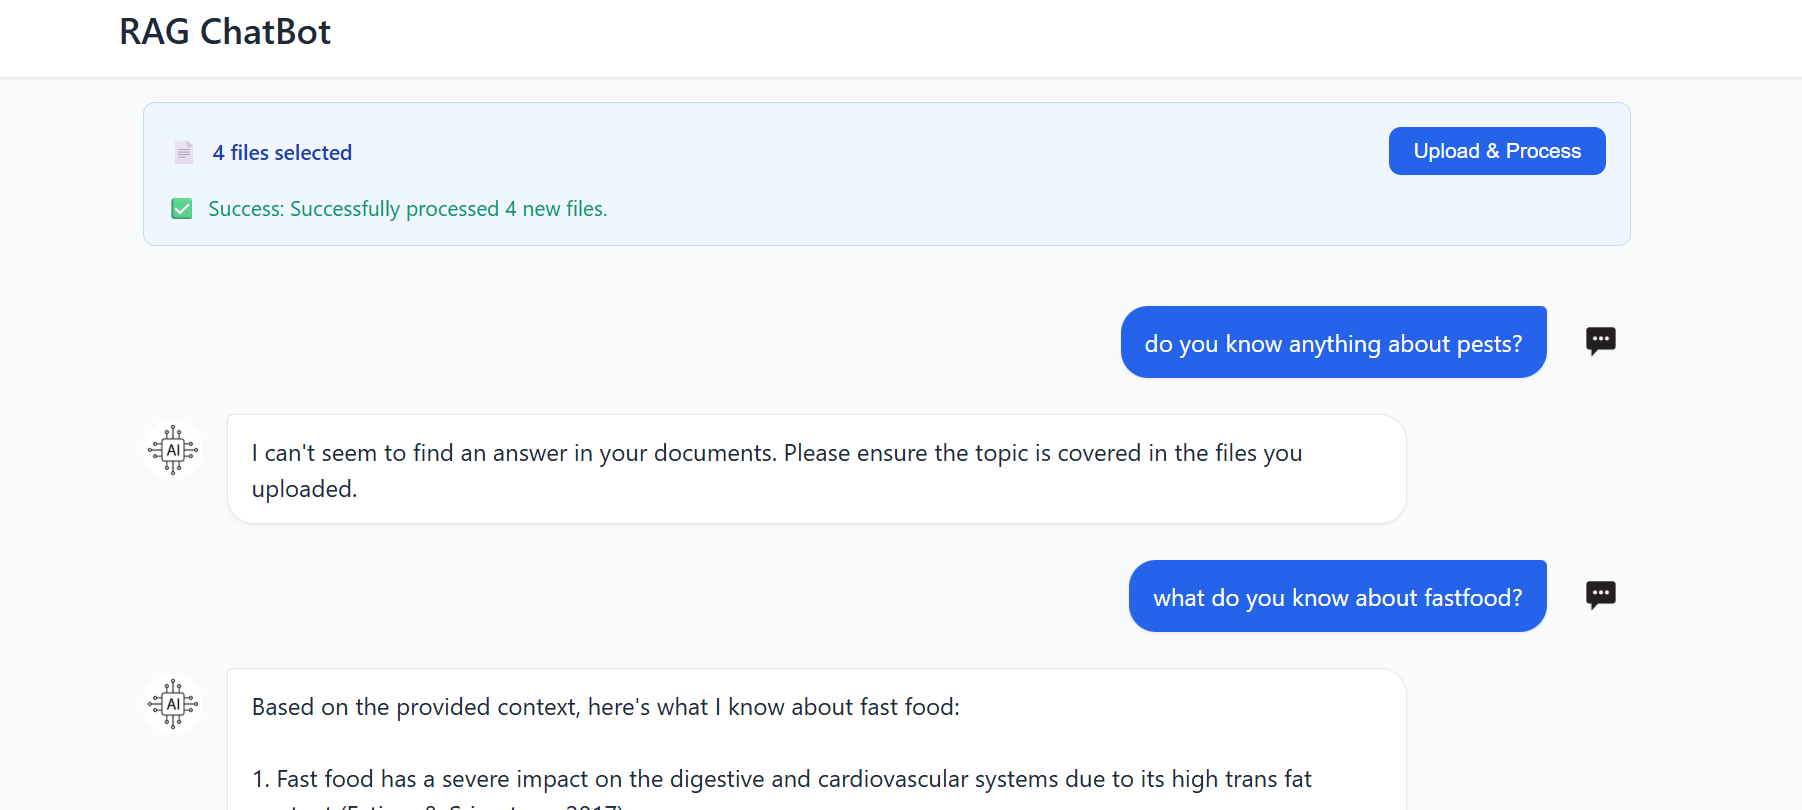 RAG ChatBot
4 files selected
Upload & Process
Success: Successfully processed 4 new files.
do you know anything about pests?
AI
I can't seem to find an answer in your documents. Please ensure the topic is covered in the files you
uploaded.
what do you know about fastfood?
AI
Based on the provided context, here's what I know about fast food:
1. Fast food has a severe impact on the digestive and cardiovascular systems due to its high trans fat